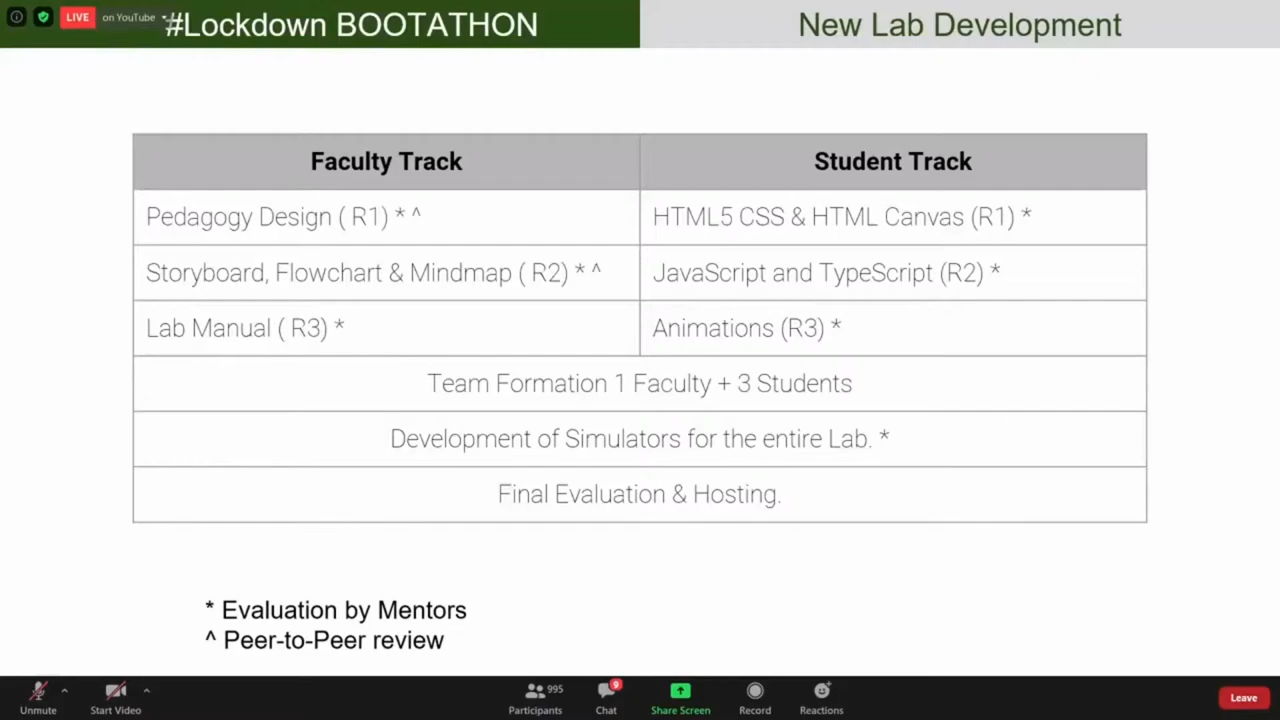 LIVE on YouTube
#Lockdown BOOTATHON
New Lab Development
Faculty Track
Student Track
Pedagogy Design ( R1) * ^
HTML5 CSS & HTML Canvas (R1) *
Storyboard, Flowchart & Mindmap ( R2) * ^
JavaScript and TypeScript (R2) *
Lab Manual ( R3) *
Animations (R3) *
Team Formation 1 Faculty + 3 Students
Development of Simulators for the entire Lab. *
Final Evaluation & Hosting.
* Evaluation by Mentors
^ Peer-to-Peer review
995
9
Unmute
Start Video
Participants
Chat
Share Screen
Record
Reactions
Leave